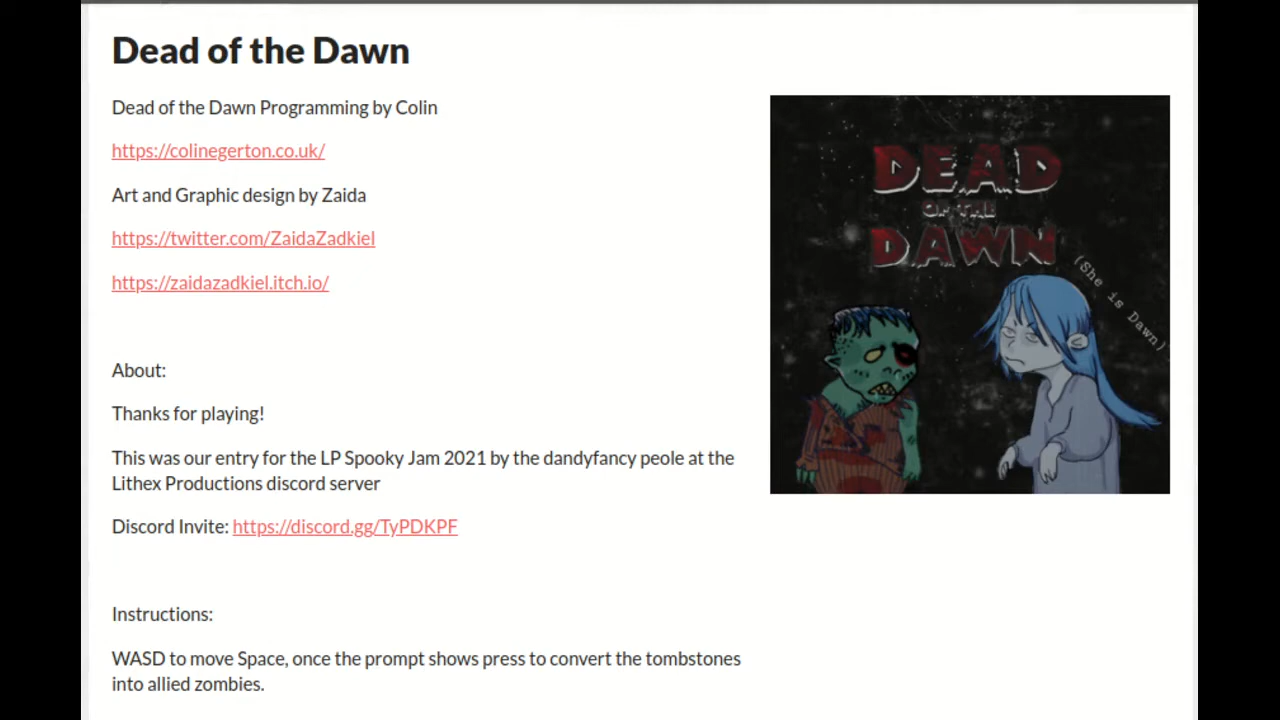 Dead of the Dawn
Dead of the Dawn Programming by Colin
https://colinegerton.co.uk/
Art and Graphic design by Zaida
https://twitter.com/ZaidaZadkiel
https://zaidazadkiel.itch.io/
About:
Thanks for playing!
This was our entry for the LP Spooky Jam 2021 by the dandyfancy peole at the
Lithex Productions discord server
Discord Invite: https://discord.gg/TyPDKPF
Instructions:
WASD to move Space, once the prompt shows press to convert the tombstones
into allied zombies.
DEAD
OF THE
DAWN
(She is Dawn)